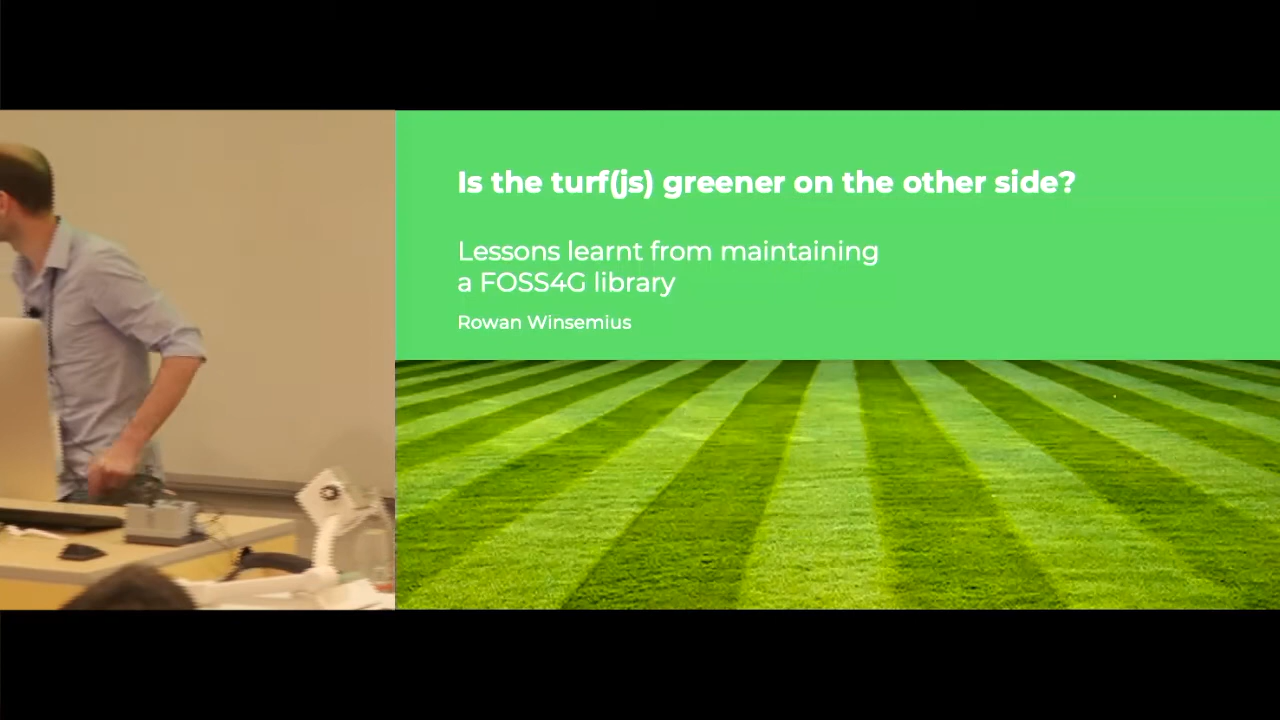 Is the turf(js) greener on the other side?
Lessons learnt from maintaining
a FOSS4G library
Rowan Winsemius